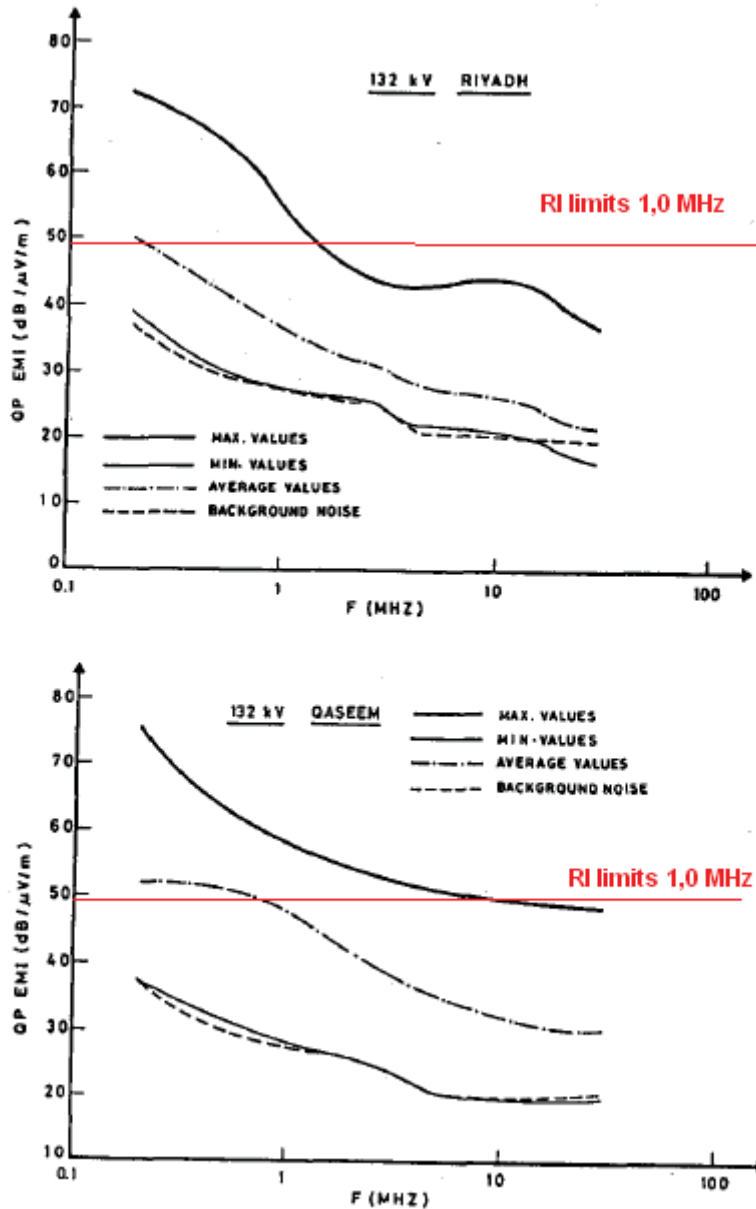 80
132 kV RIYADH
70
60
RI limits 1,0 MHz
50
40
30
20
10
0
QP EMI (dB/μV/m)
MAX. VALUES
MIN. VALUES
AVERAGE VALUES
BACKGROUND NOISE
0.1 1 10 100
F (MHZ)
80
132 kV QASEEM
MAX. VALUES
MIN-VALUES
AVERAGE VALUES
BACKGROUND NOISE
70
60
RI limits 1,0 MHz
50
40
30
20
10
QP EMI (dB/μV/m)
0.1 1 10 100
F (MHZ)